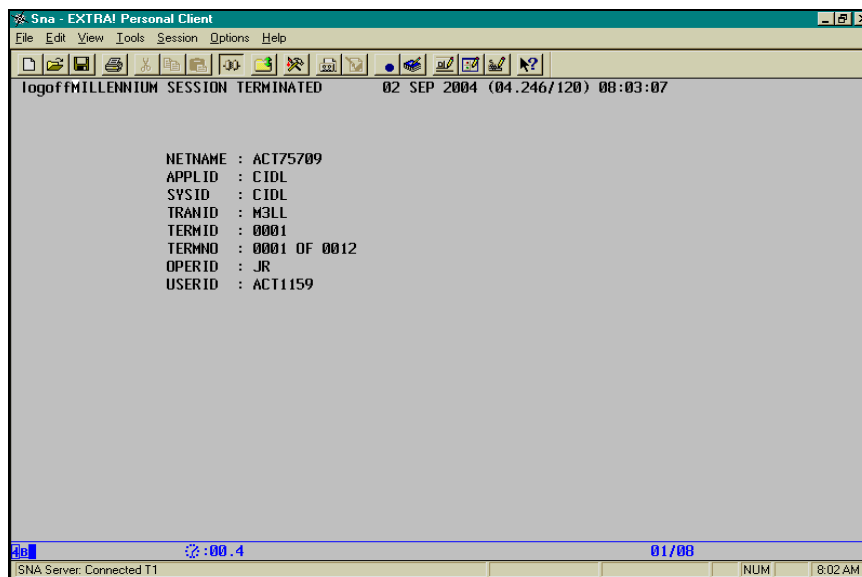 Sna - EXTRA! Personal Client
File Edit View Tools Session Options Help
logoffMILLENNIUM SESSION TERMINATED 02 SEP 2004 (04.246/120) 08:03:07
NETNAME : ACT75709
APPLID : CIDL
SYSID : CIDL
TRANID : M3LL
TERMID : 0001
TERMNO : 0001 OF 0012
OPERID : JR
USERID : ACT1159
4B :00.4 01/08
SNA Server: Connected T1 NUM 8:02 AM